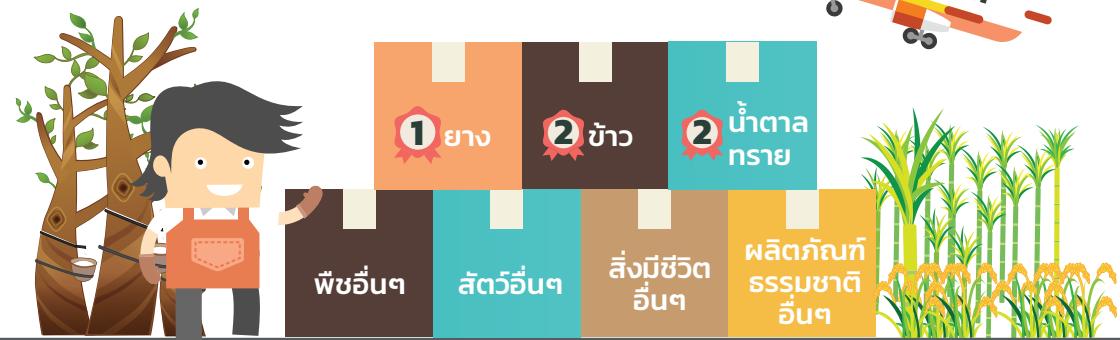 1 ยาง
2 ข้าว
2 น้ำตาล
ทราย
พืชอื่นๆ
สัตว์อื่นๆ
สิ่งมีชีวิต
อื่นๆ
ผลิตภัณฑ์
ธรรมชาติ
อื่นๆ